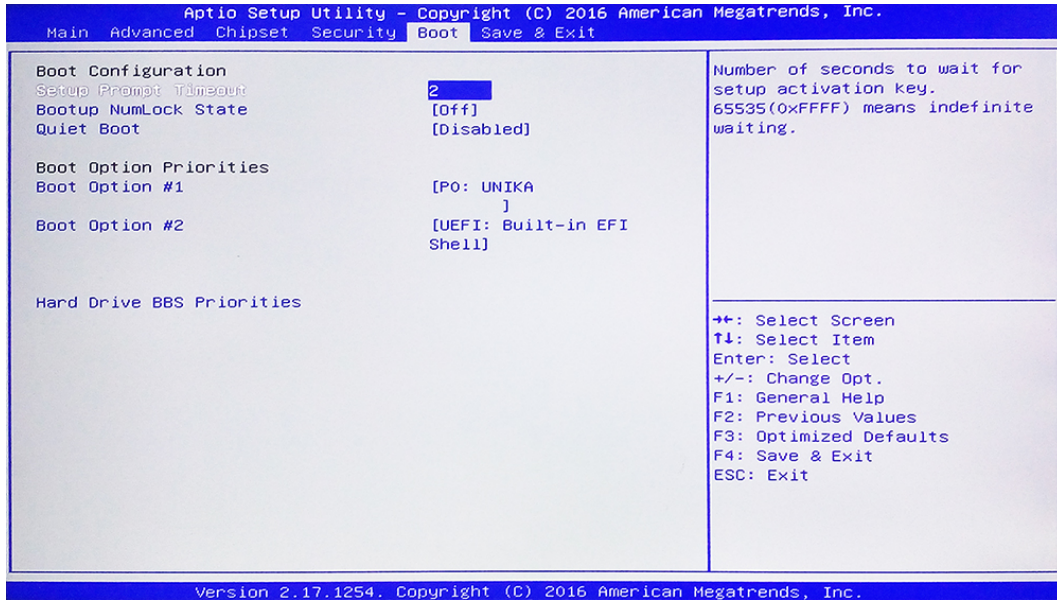 Aptio Setup Utility – Copyright (C) 2016 American Megatrends, Inc.
Main Advanced Chipset Security Boot Save & Exit
Boot Configuration
Setup Prompt Timeout 2
Bootup NumLock State [Off]
Quiet Boot [Disabled]
Boot Option Priorities
Boot Option #1 [PO: UNIKA
]
Boot Option #2 [UEFI: Built-in EFI
Shell]
Hard Drive BBS Priorities
Number of seconds to wait for
setup activation key.
65535(0xFFFF) means indefinite
waiting.
→←: Select Screen
↑↓: Select Item
Enter: Select
+/-: Change Opt.
F1: General Help
F2: Previous Values
F3: Optimized Defaults
F4: Save & Exit
ESC: Exit
Version 2.17.1254. Copyright (C) 2016 American Megatrends, Inc.